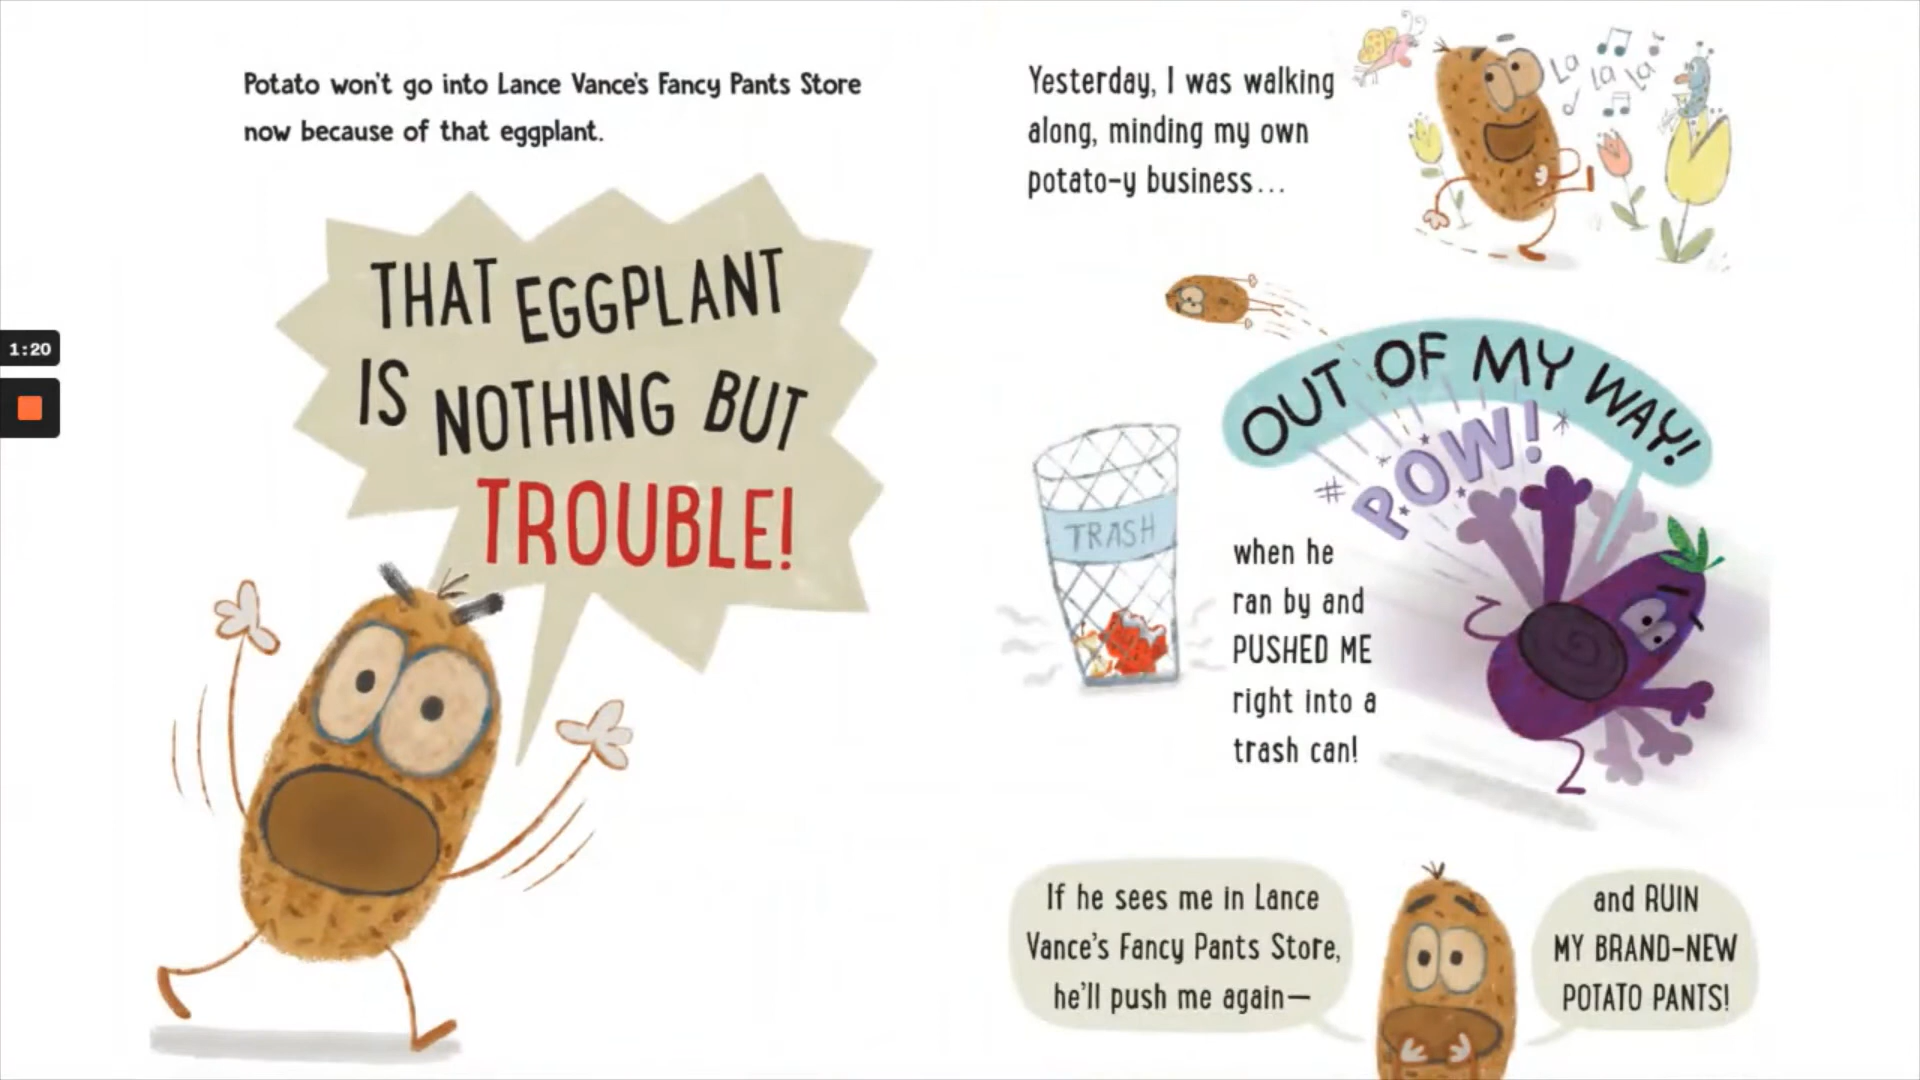 Potato won't go into Lance Vance's Fancy Pants Store
now because of that eggplant.
THAT EGGPLANT
IS NOTHING BUT
TROUBLE!
1:20
Yesterday, I was walking
along, minding my own
potato-y business...
La la la
OUT OF MY WAY!
POW!
TRASH
when he
ran by and
PUSHED ME
right into a
trash can!
If he sees me in Lance
Vance's Fancy Pants Store,
he'll push me again—
and RUIN
MY BRAND-NEW
POTATO PANTS!